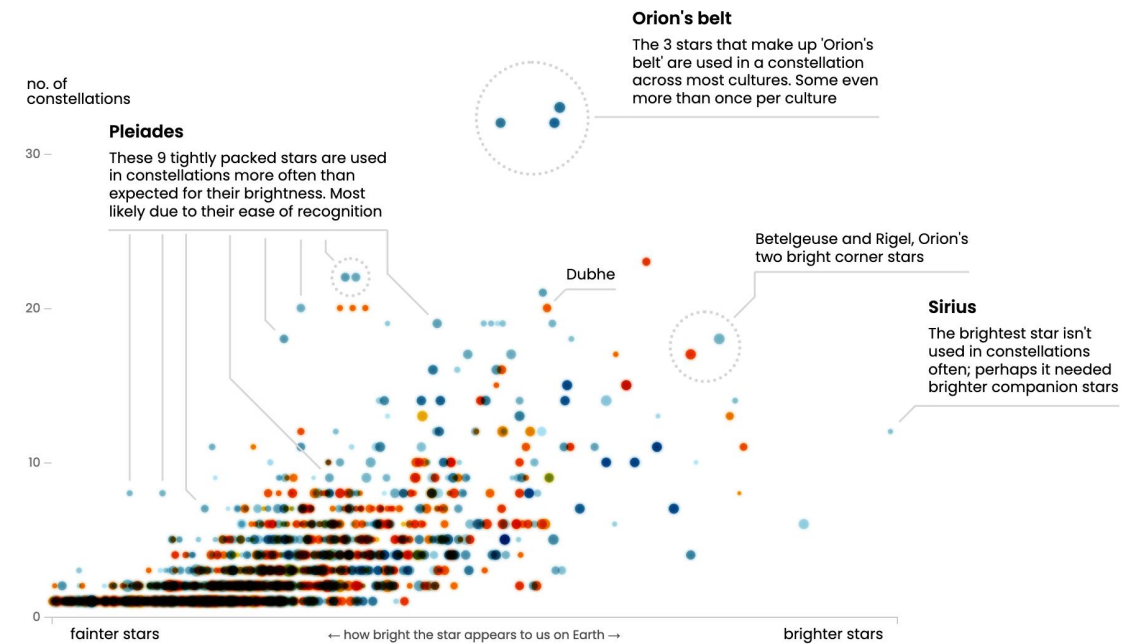 Orion's belt
The 3 stars that make up 'Orion's
belt' are used in a constellation
across most cultures. Some even
more than once per culture
no. of
constellations
Pleiades
These 9 tightly packed stars are used
in constellations more often than
expected for their brightness. Most
likely due to their ease of recognition
30
Betelgeuse and Rigel, Orion's
two bright corner stars
Dubhe
20
Sirius
The brightest star isn't
used in constellations
often; perhaps it needed
brighter companion stars
10
0
fainter stars
← how bright the star appears to us on Earth →
brighter stars